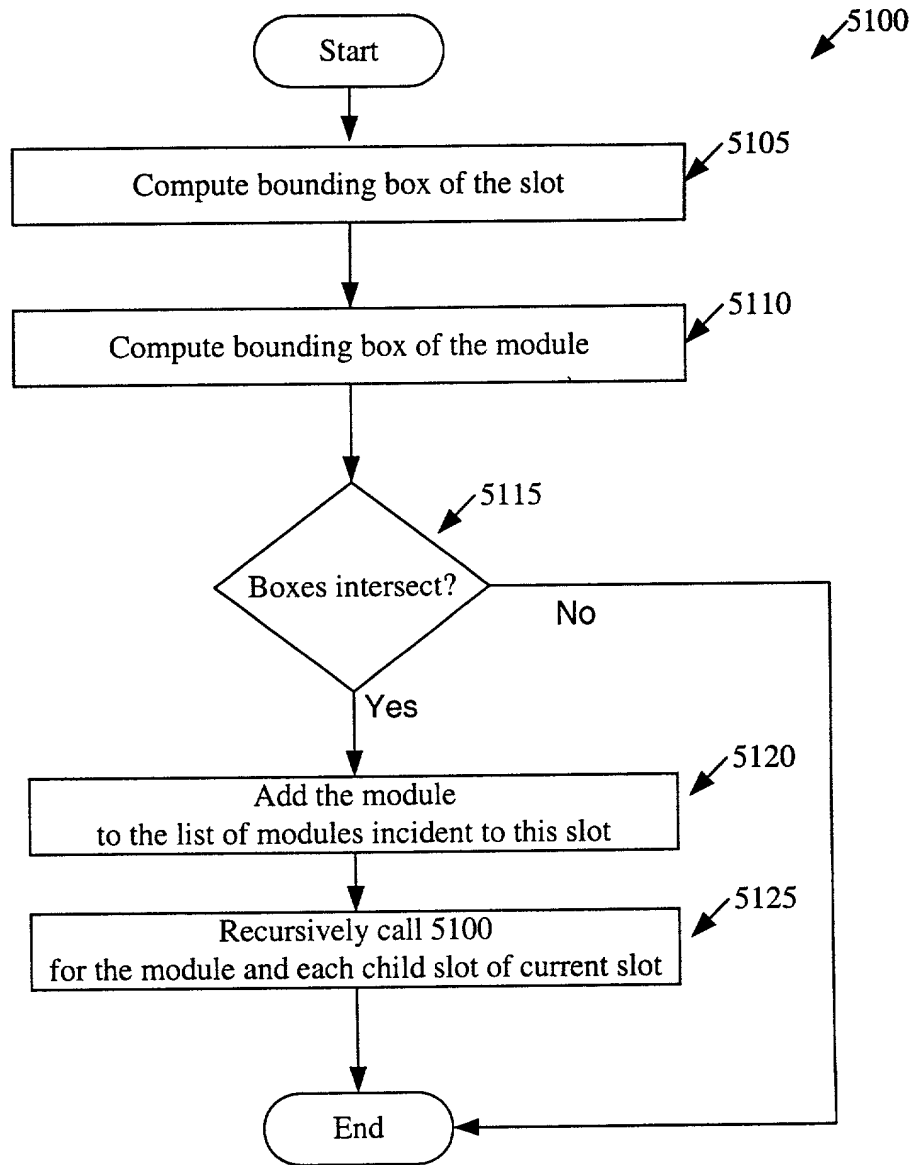 5100
Start
5105
Compute bounding box of the slot
5110
Compute bounding box of the module
5115
Boxes intersect?
No
Yes
5120
Add the module
to the list of modules incident to this slot
5125
Recursively call 5100
for the module and each child slot of current slot
End